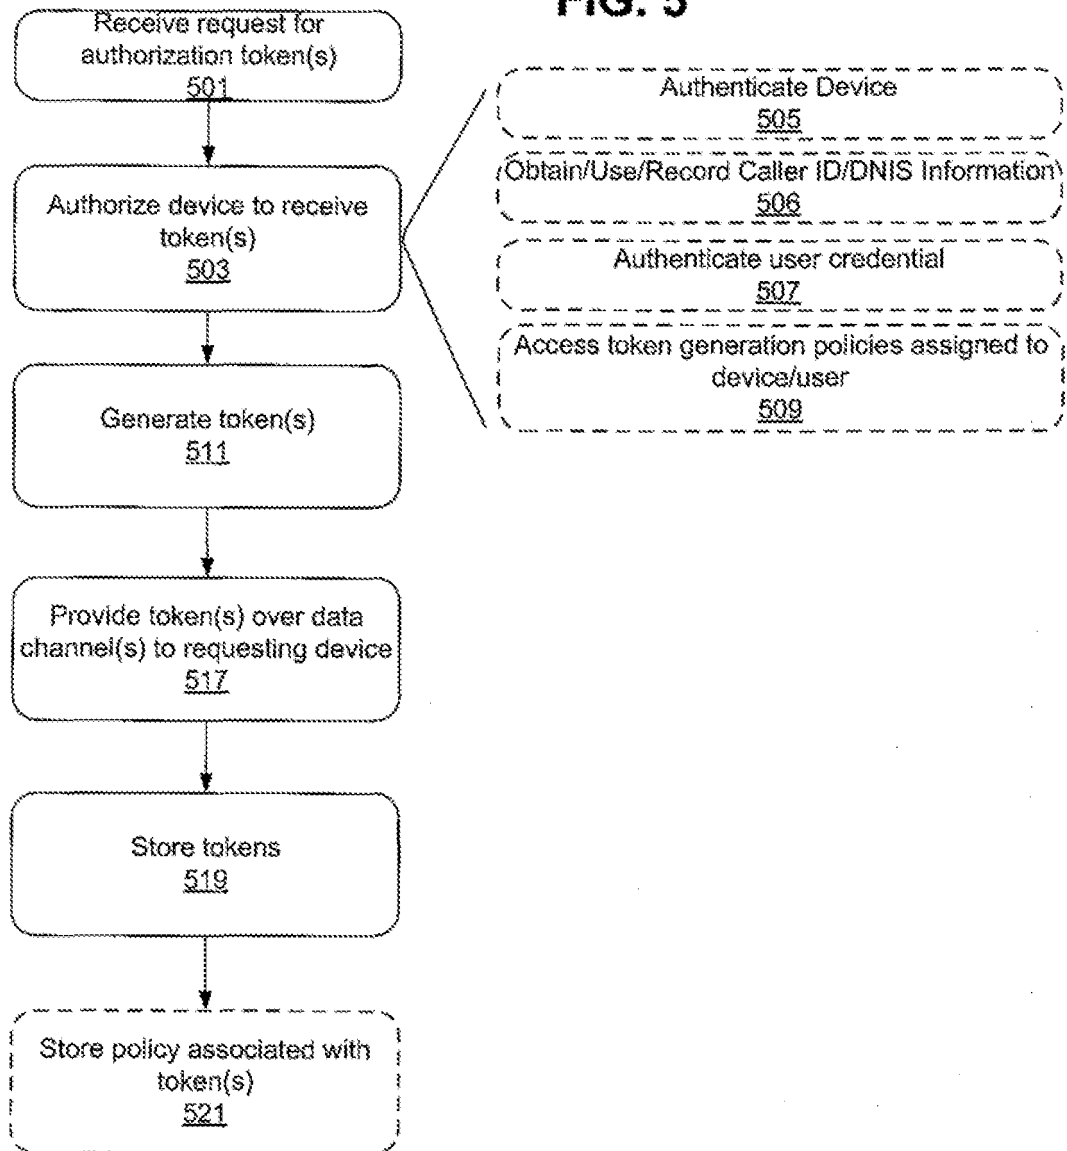 FIG. 5
Receive request for
authorization token(s)
501
Authorize device to receive
token(s)
503
Authenticate Device
505
Obtain/Use/Record Caller ID/DNIS Information
506
Authenticate user credential
507
Access token generation policies assigned to
device/user
509
Generate token(s)
511
Provide token(s) over data
channel(s) to requesting device
517
Store tokens
519
Store policy associated with
token(s)
521